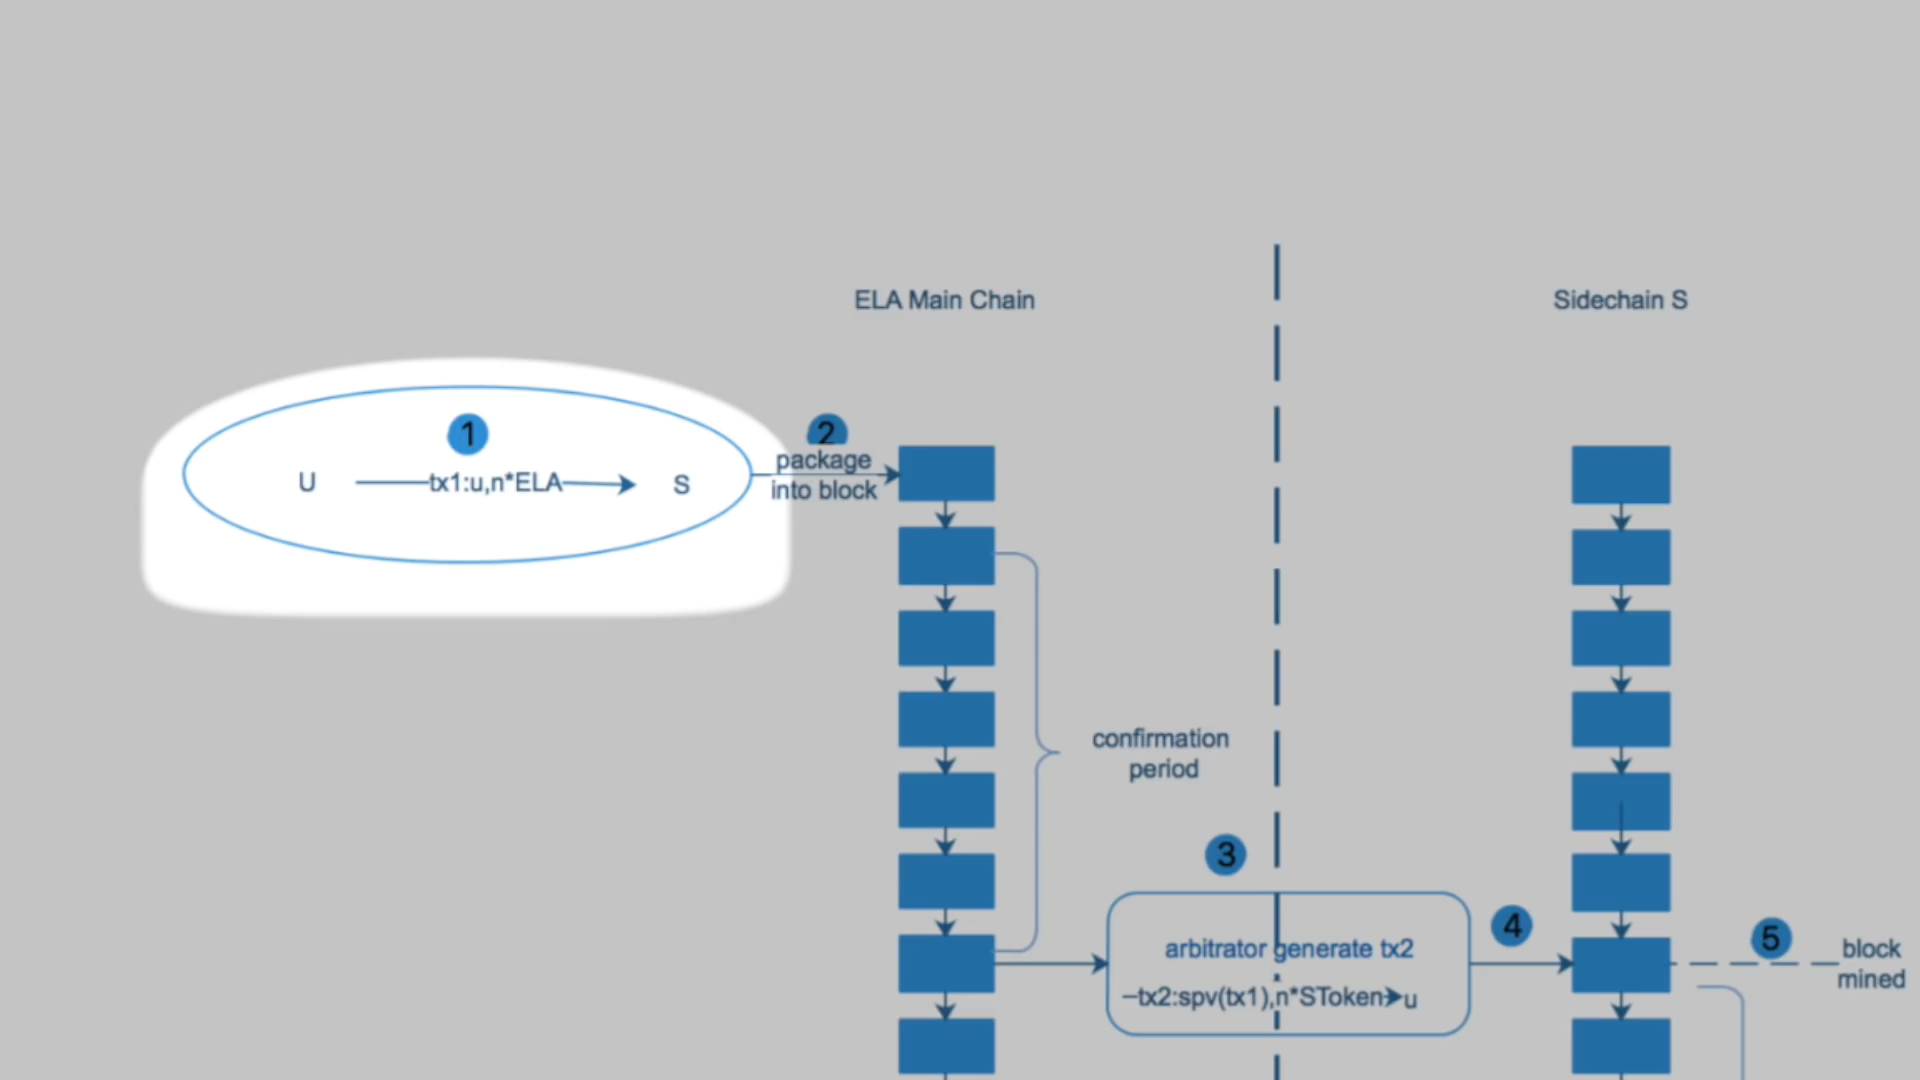 ELA Main Chain
Sidechain S
1
2
U
tx1:u,n*ELA
S
package
into block
confirmation
period
3
4
5
arbitrator generate tx2
tx2:spv(tx1),n*SToken
u
block
mined